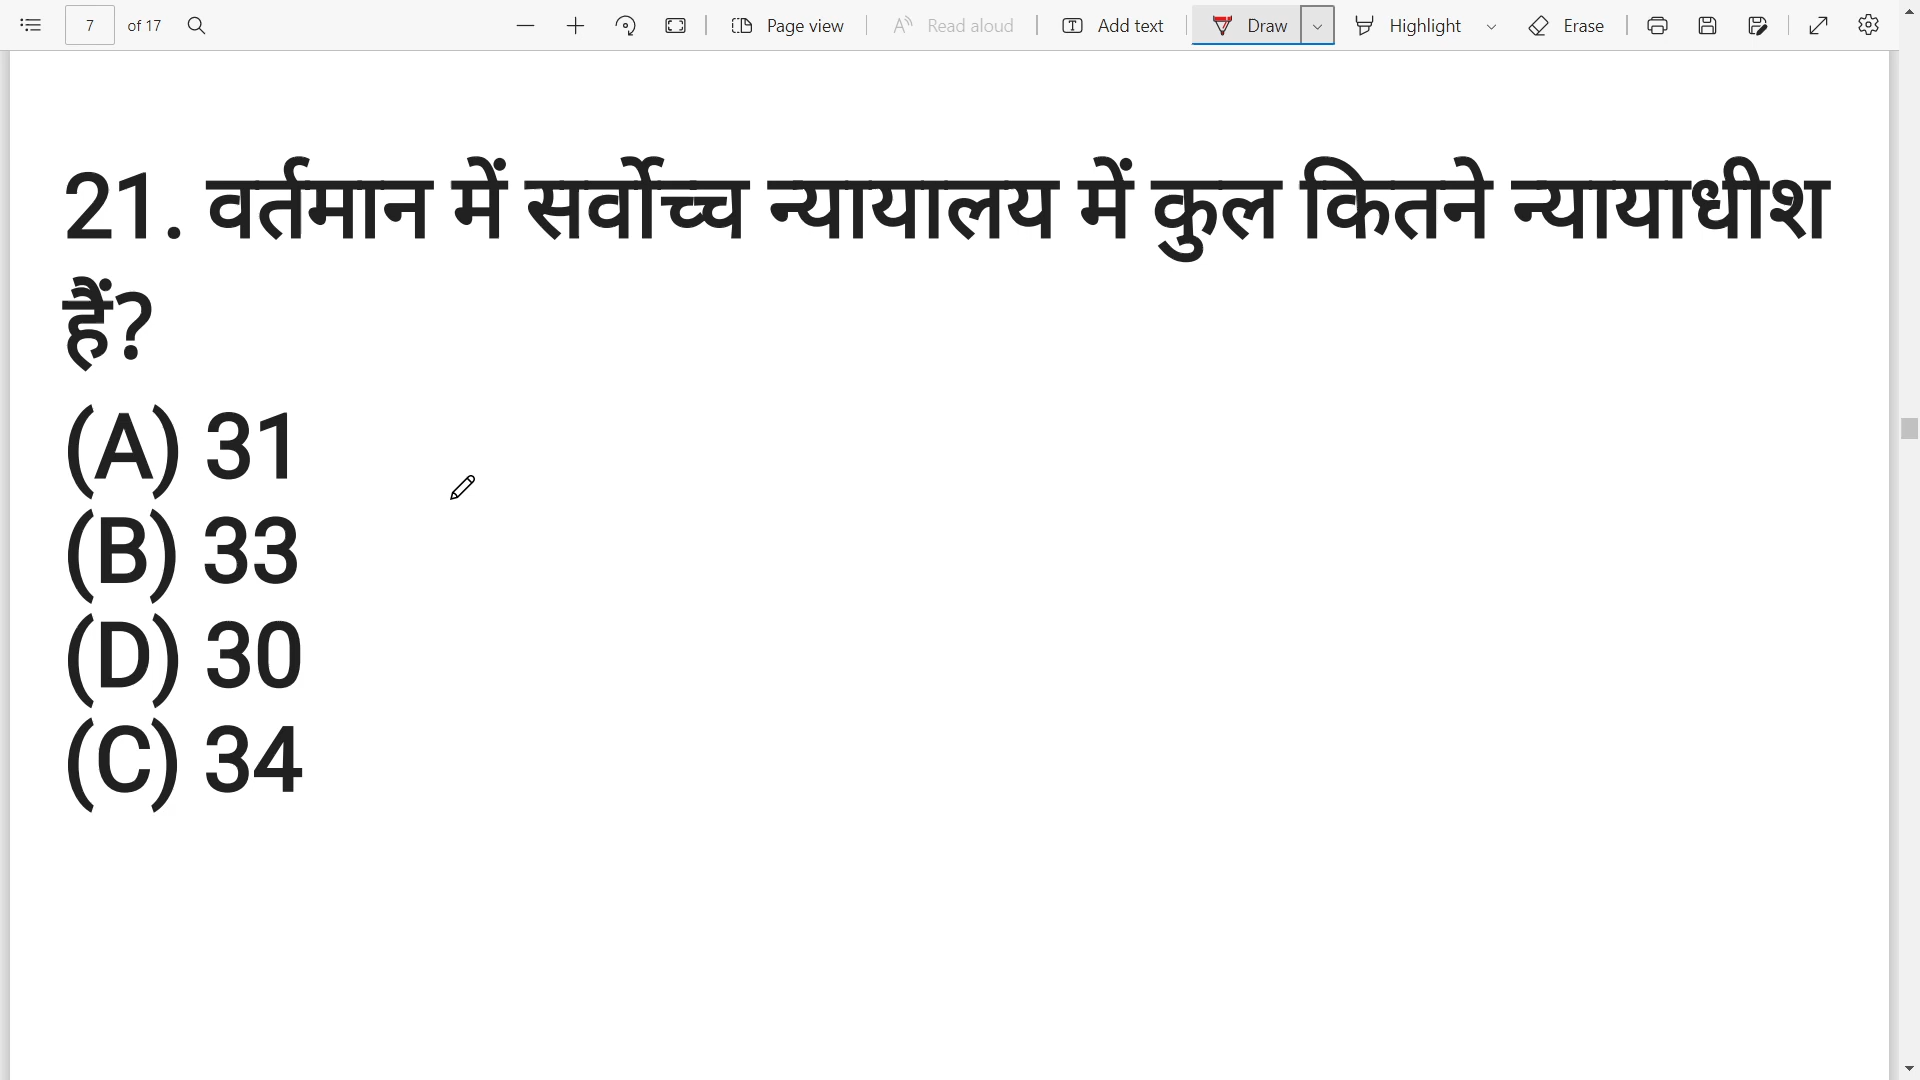 7 of 17 Page view Read aloud Add text Draw Highlight Erase
21. वर्तमान में सर्वोच्च न्यायालय में कुल कितने न्यायाधीश
हैं?
(A) 31
(B) 33
(D) 30
(C) 34